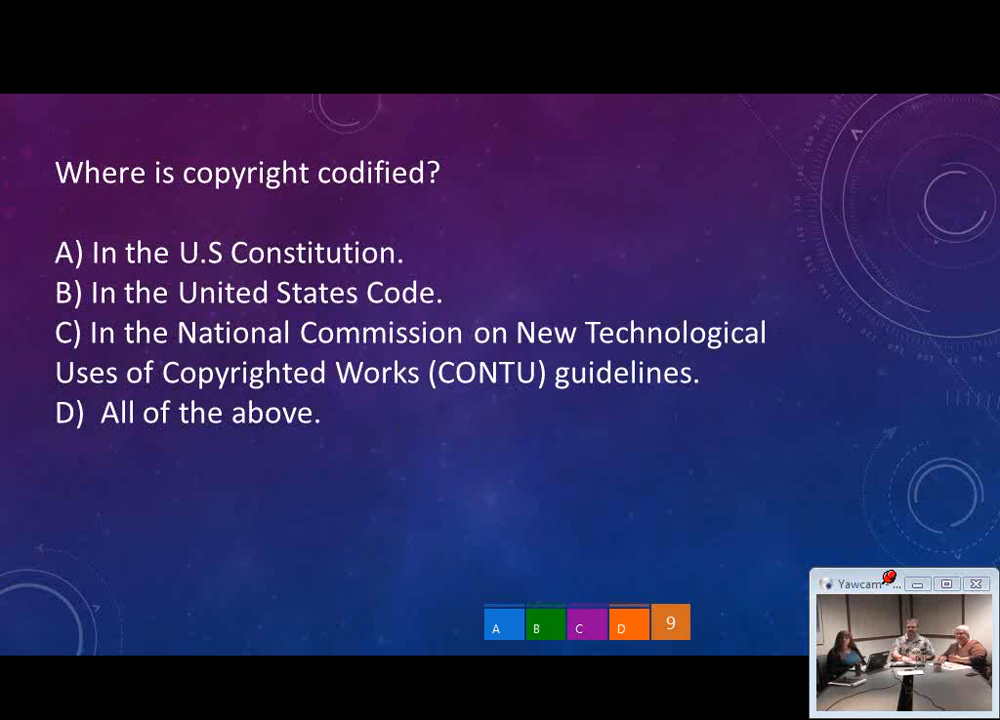 Where is copyright codified?
A) In the U.S Constitution.
B) In the United States Code.
C) In the National Commission on New Technological
Uses of Copyrighted Works (CONTU) guidelines.
D)  All of the above.
A B C D 9
Yawcam - ...